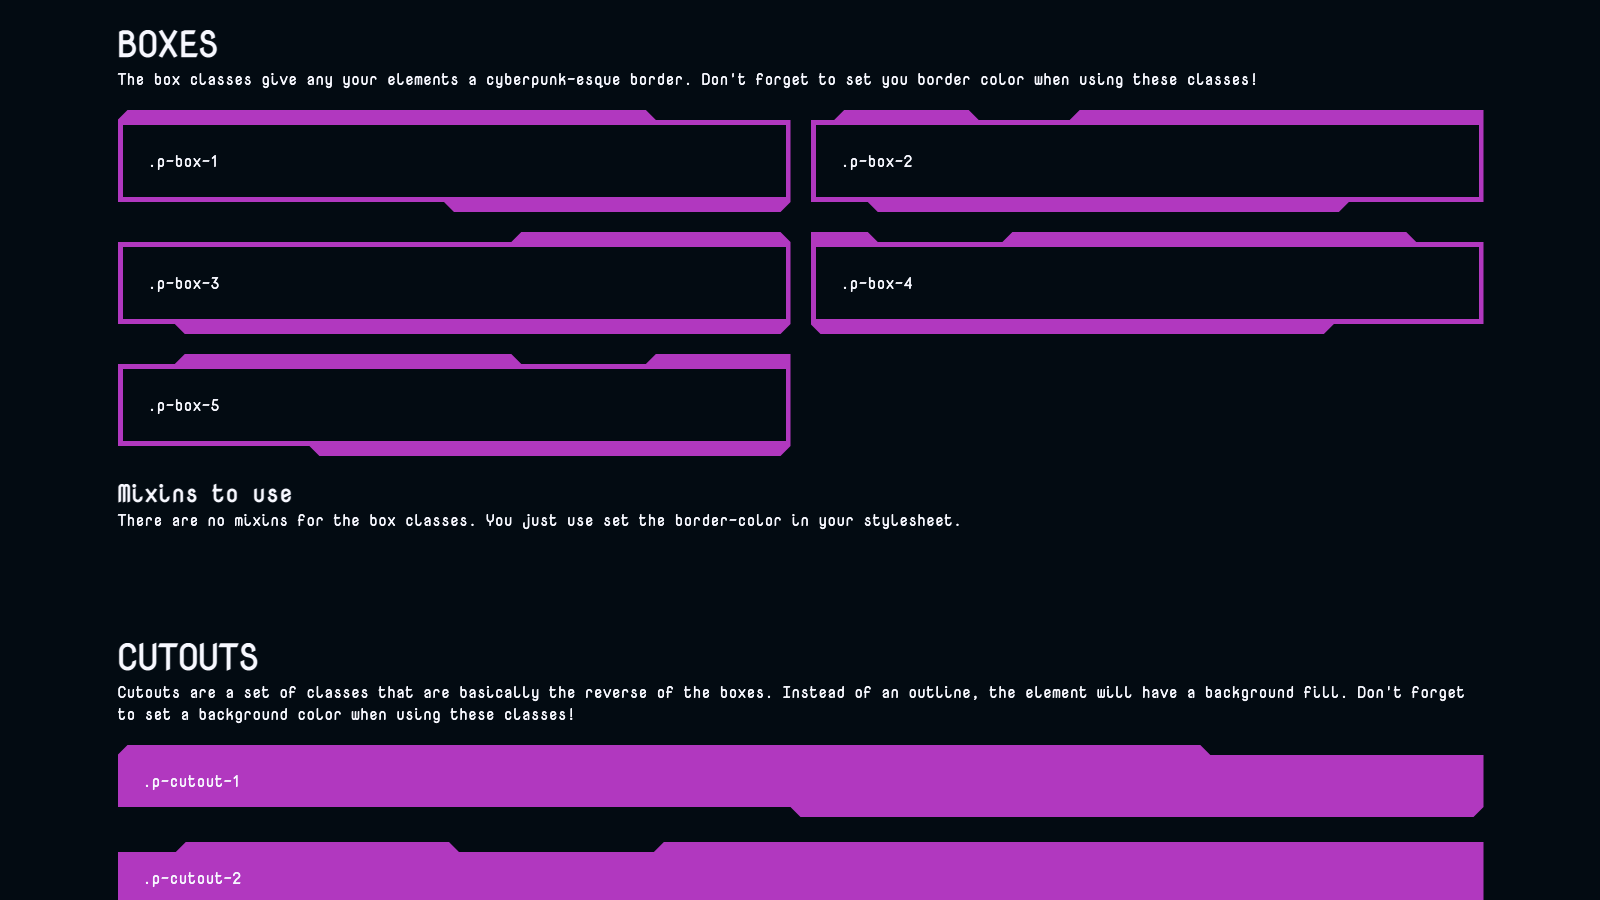 BOXES
The box classes give any your elements a cyberpunk-esque border. Don't forget to set you border color when using these classes!
.p-box-1
.p-box-2
.p-box-3
.p-box-4
.p-box-5
Mixins to use
There are no mixins for the box classes. You just use set the border-color in your stylesheet.
CUTOUTS
Cutouts are a set of classes that are basically the reverse of the boxes. Instead of an outline, the element will have a background fill. Don't forget
to set a background color when using these classes!
.p-cutout-1
.p-cutout-2